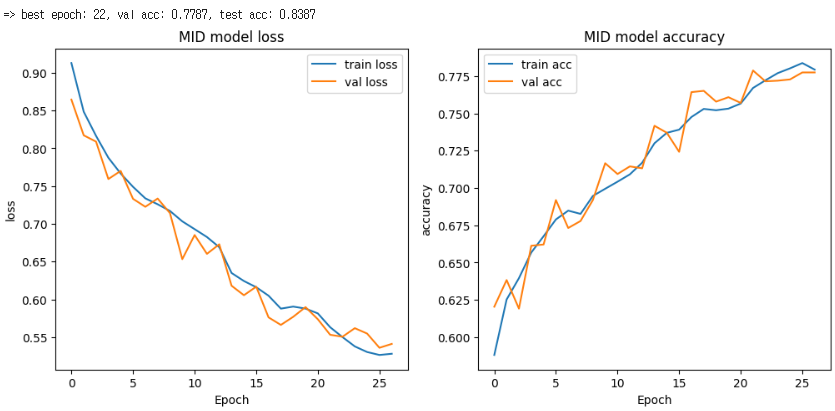 => best epoch: 22, val acc: 0.7787, test acc: 0.8387
MID model loss
train loss
val loss
0.90
0.85
0.80
0.75
0.70
0.65
0.60
0.55
loss
0
5
10
15
20
25
Epoch
MID model accuracy
train acc
val acc
0.775
0.750
0.725
0.700
0.675
0.650
0.625
0.600
accuracy
0
5
10
15
20
25
Epoch